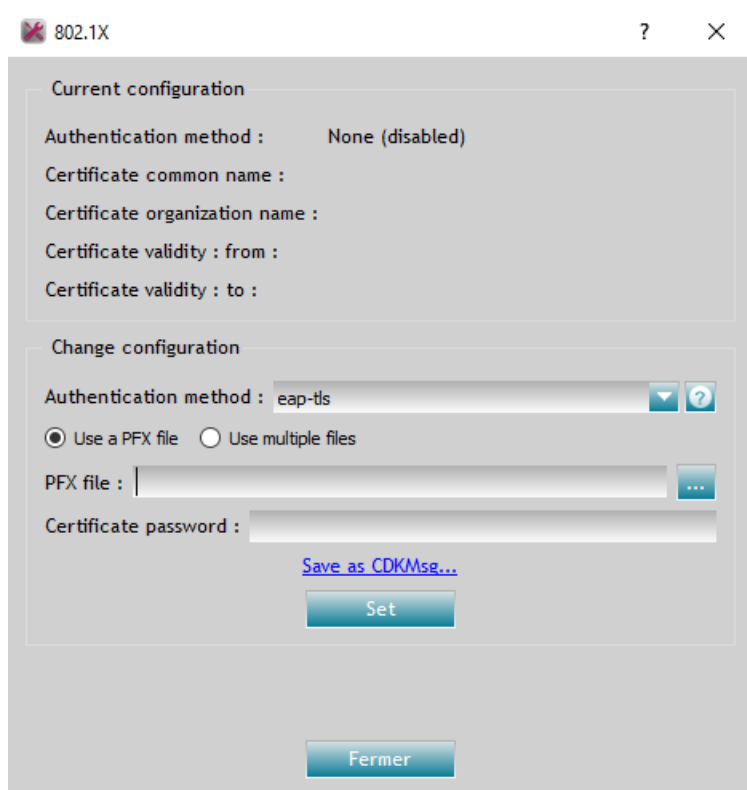 802.1X ?
Current configuration
Authentication method : None (disabled)
Certificate common name :
Certificate organization name :
Certificate validity : from :
Certificate validity : to :
Change configuration
Authentication method : eap-tls ?
Use a PFX file Use multiple files
PFX file : ...
Certificate password :
Save as CDKMsg...
Set
Fermer